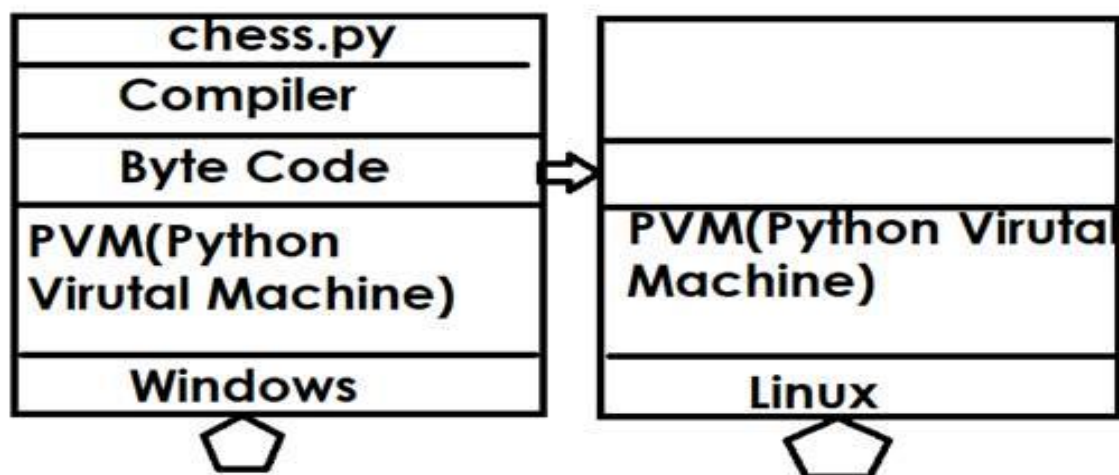 chess.py
Compiler
Byte Code
PVM(Python
Virutal Machine)
Windows
PVM(Python Virutal
Machine)
Linux